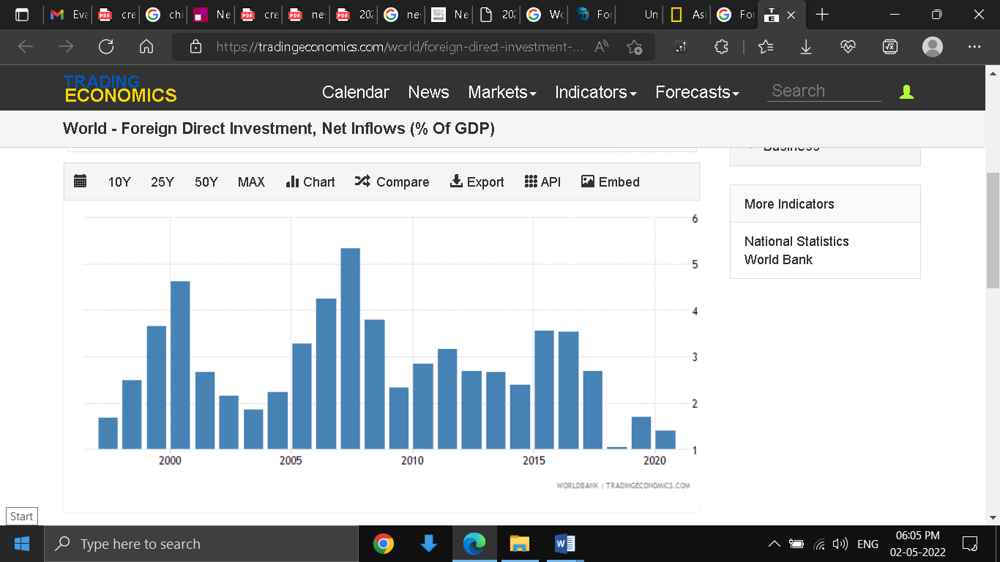 Eva
cre
chi
Ne
cre
nes
202
nes
Ne
202
Wo
For
Un
Asi
For
https://tradingeconomics.com/world/foreign-direct-investment-...
TRADING
ECONOMICS
Calendar News Markets Indicators Forecasts Search
World - Foreign Direct Investment, Net Inflows (% Of GDP)
Business
10Y 25Y 50Y MAX Chart Compare Export API Embed
More Indicators
National Statistics
World Bank
6
5
4
3
2
1
2000 2005 2010 2015 2020
WORLDBANK | TRADINGECONOMICS.COM
Start
Type here to search
ENG
06:05 PM
02-05-2022